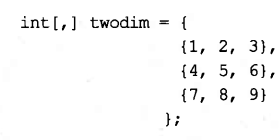 int[,] twodim = {
{1, 2, 3},
{4, 5, 6},
{7, 8, 9}
};